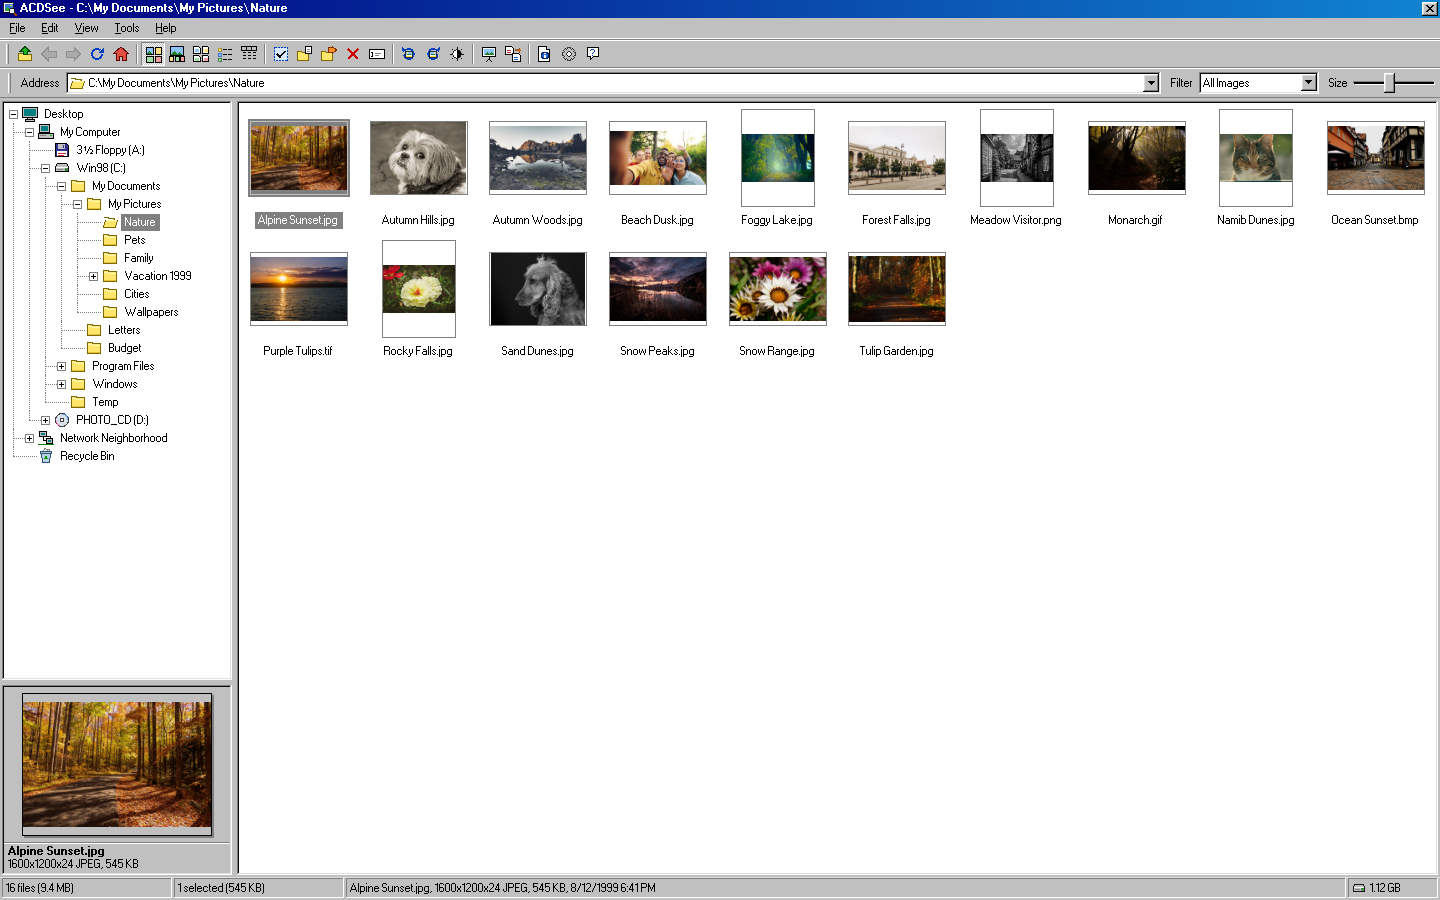 ACDSee - C:\My Documents\My Pictures\Nature
File Edit View Tools Help
Address C:\My Documents\My Pictures\Nature Filter All Images Size
Desktop
My Computer
3½ Floppy (A:)
Win98 (C:)
My Documents
My Pictures
Nature
Pets
Family
Vacation 1999
Cities
Wallpapers
Letters
Budget
Program Files
Windows
Temp
PHOTO_CD (D:)
Network Neighborhood
Recycle Bin
Alpine Sunset.jpg Autumn Hills.jpg Autumn Woods.jpg Beach Dusk.jpg Foggy Lake.jpg Forest Falls.jpg Meadow Visitor.png Monarch.gif Namib Dunes.jpg Ocean Sunset.bmp
Purple Tulips.tif Rocky Falls.jpg Sand Dunes.jpg Snow Peaks.jpg Snow Range.jpg Tulip Garden.jpg
Alpine Sunset.jpg
1600x1200x24 JPEG, 545 KB
16 files (9.4 MB) 1 selected (545 KB) Alpine Sunset.jpg, 1600x1200x24 JPEG, 545 KB, 8/12/1999 6:41 PM 1.12 GB